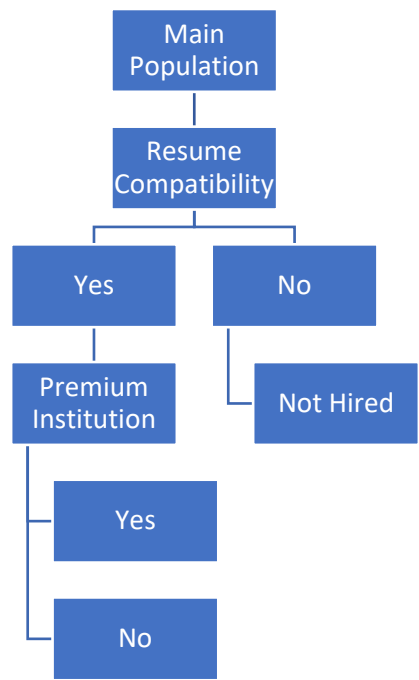 Main
Population
Resume
Compatibility
Yes
No
Premium
Institution
Not Hired
Yes
No